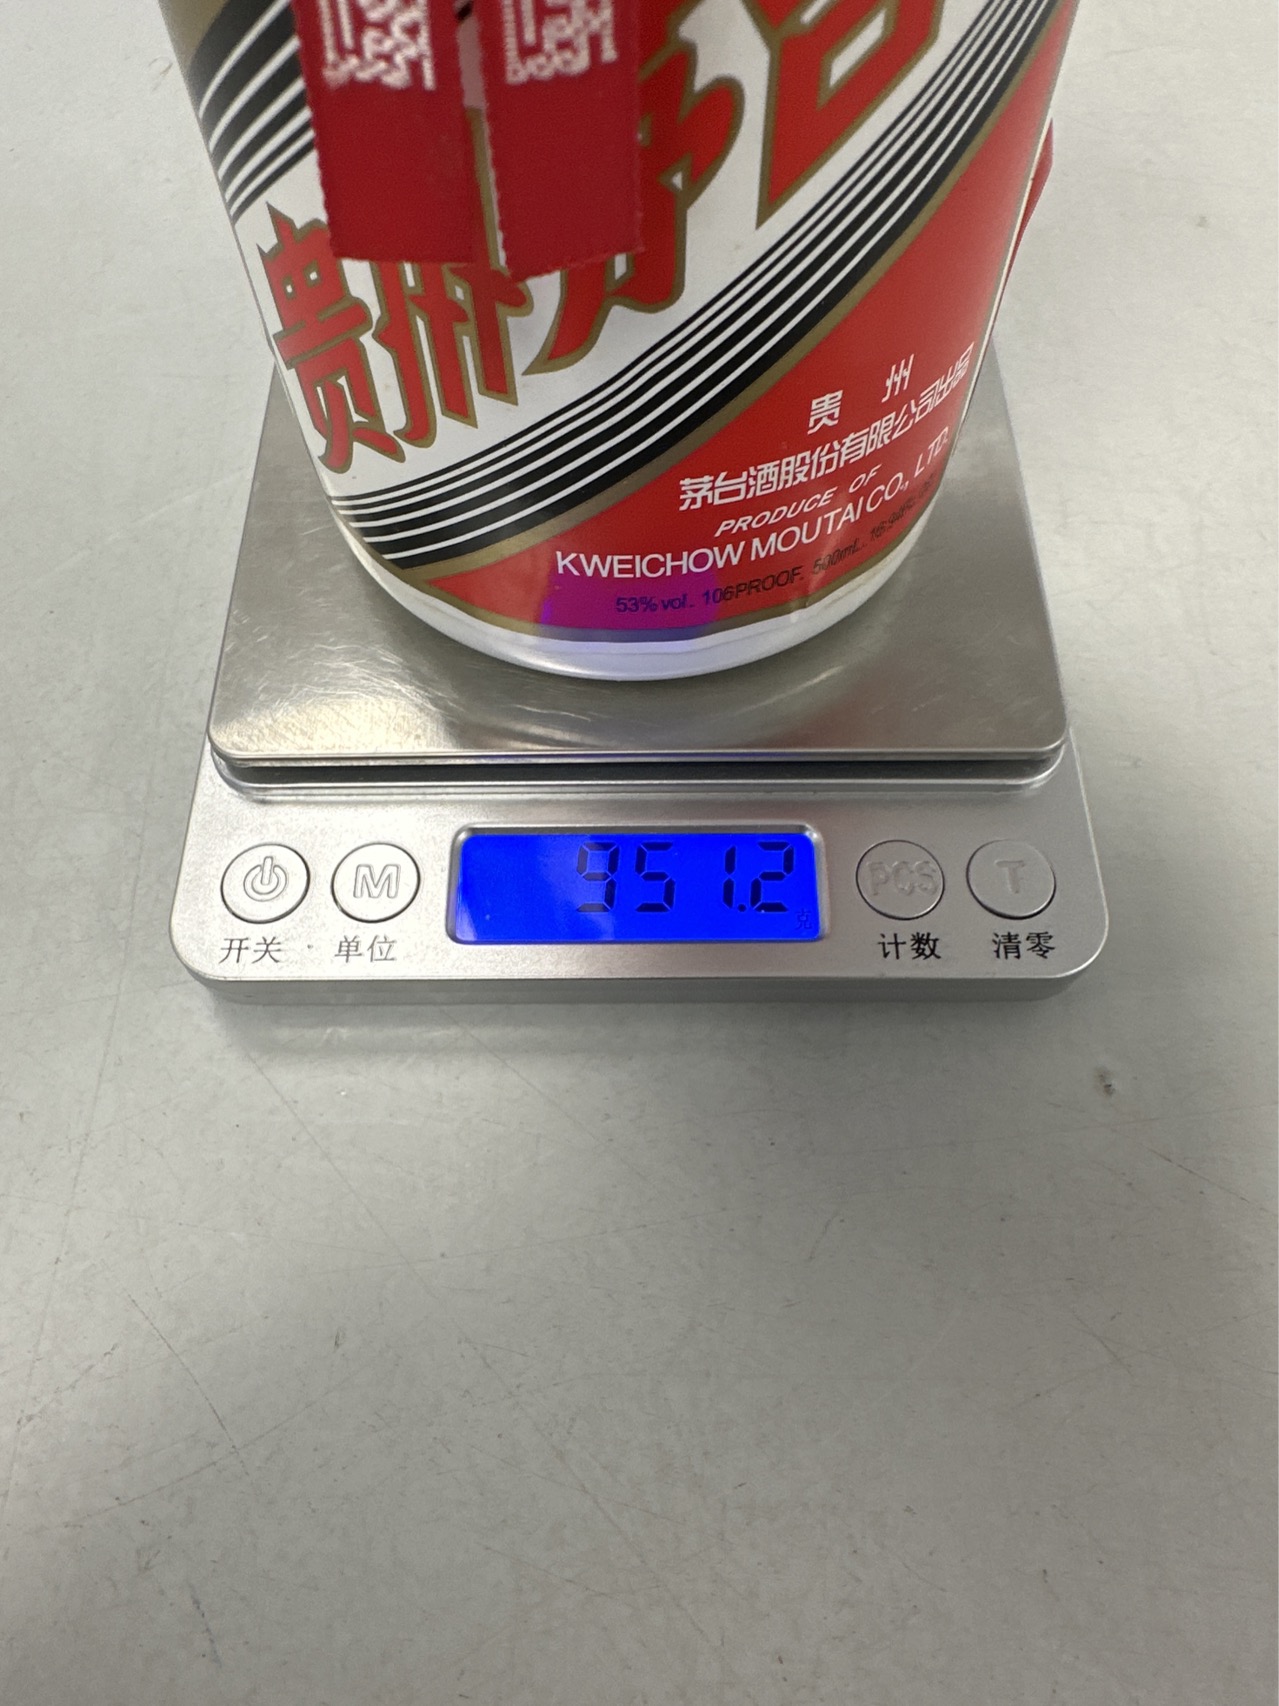 贵州茅台
贵 州
茅台酒股份有限公司出品
PRODUCE OF
KWEICHOW MOUTAI CO., LTD.
53% vol. 106PROOF. 500mL.
951.2
克
M
PCS
T
开关
单位
计数
清零